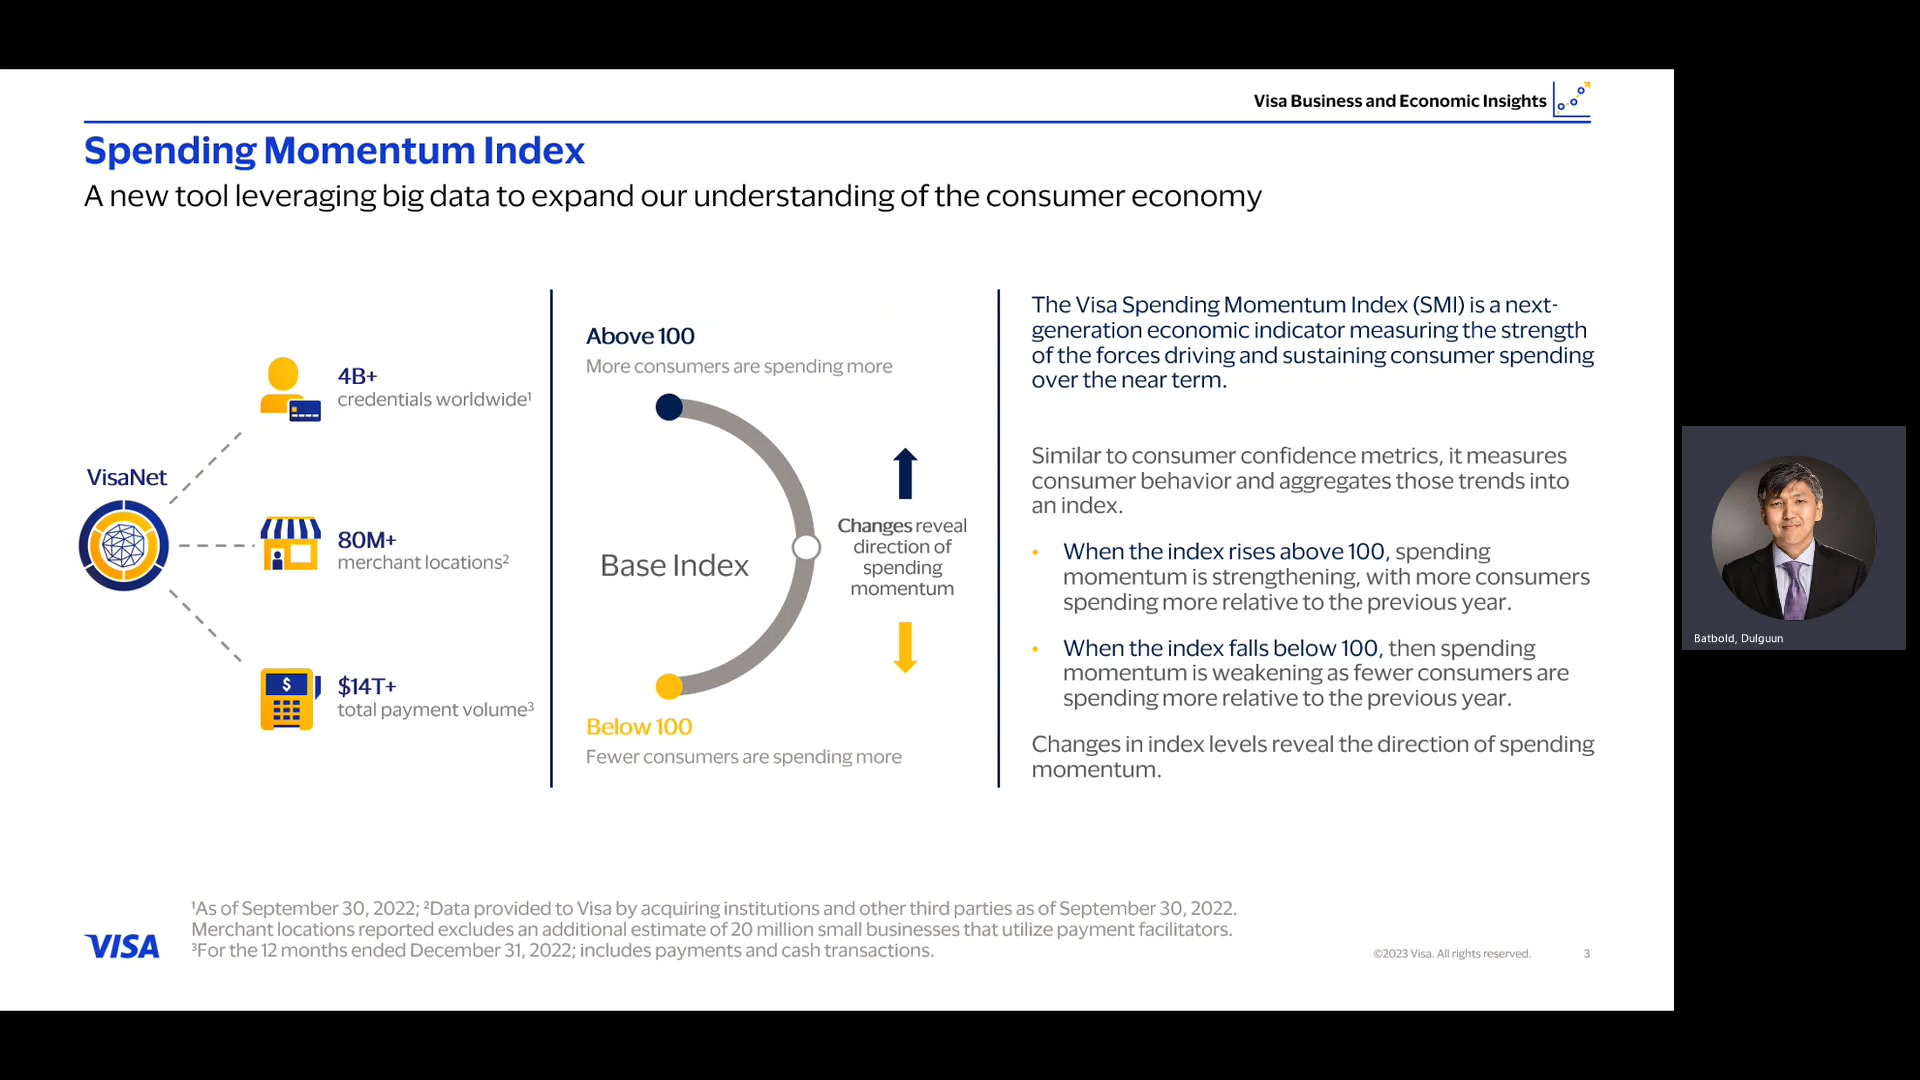 Visa Business and Economic Insights
Spending Momentum Index
A new tool leveraging big data to expand our understanding of the consumer economy
VisaNet
4B+
credentials worldwide¹
80M+
merchant locations²
$
$14T+
total payment volume³
Above 100
More consumers are spending more
Base Index
Changes reveal
direction of
spending
momentum
Below 100
Fewer consumers are spending more
The Visa Spending Momentum Index (SMI) is a next-
generation economic indicator measuring the strength
of the forces driving and sustaining consumer spending
over the near term.
Similar to consumer confidence metrics, it measures
consumer behavior and aggregates those trends into
an index.
• When the index rises above 100, spending
momentum is strengthening, with more consumers
spending more relative to the previous year.
• When the index falls below 100, then spending
momentum is weakening as fewer consumers are
spending more relative to the previous year.
Changes in index levels reveal the direction of spending
momentum.
Batbold, Dulguun
¹As of September 30, 2022; ²Data provided to Visa by acquiring institutions and other third parties as of September 30, 2022.
Merchant locations reported excludes an additional estimate of 20 million small businesses that utilize payment facilitators.
³For the 12 months ended December 31, 2022; includes payments and cash transactions.
VISA
©2023 Visa. All rights reserved.
3